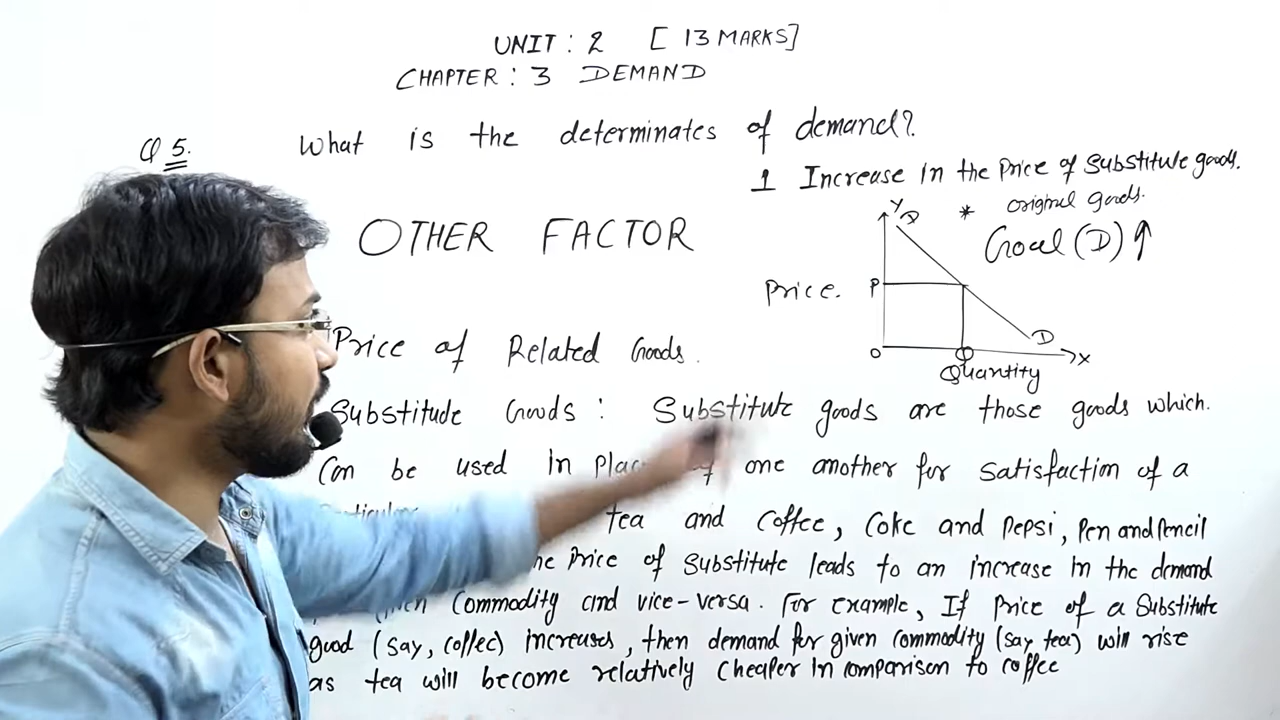 UNIT : 2 [ 13 MARKS]
CHAPTER : 3 DEMAND
Q 5. What is the determinates of demand?
1 Increase in the Price of Substitute goods.
* original goods.
Goal (D) ↑
OTHER FACTOR
Y
D
Price. P
D
O Q X
Quantity
Price of Related Goods.
Substitude Goods : Substitute goods are those goods which.
Can be used in place of one another for satisfaction of a
tea and coffee, Coke and Pepsi, Pen and Pencil
Price of Substitute leads to an increase in the demand
Commodity and vice-versa. For example, If Price of a Substitute
good (say, coffee) increases, then demand for given commodity (say tea) will rise
as tea will become relatively cheaper in comparison to coffee